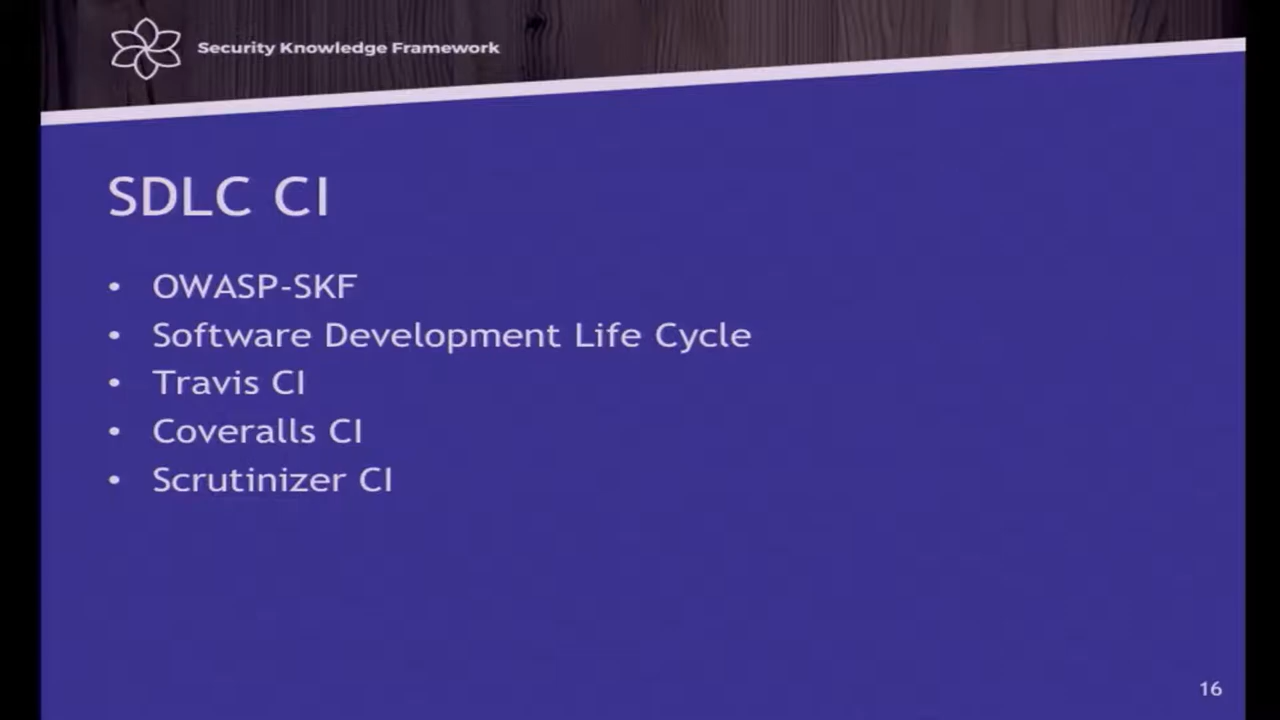 Security Knowledge Framework
SDLC CI
• OWASP-SKF
• Software Development Life Cycle
• Travis CI
• Coveralls CI
• Scrutinizer CI
16